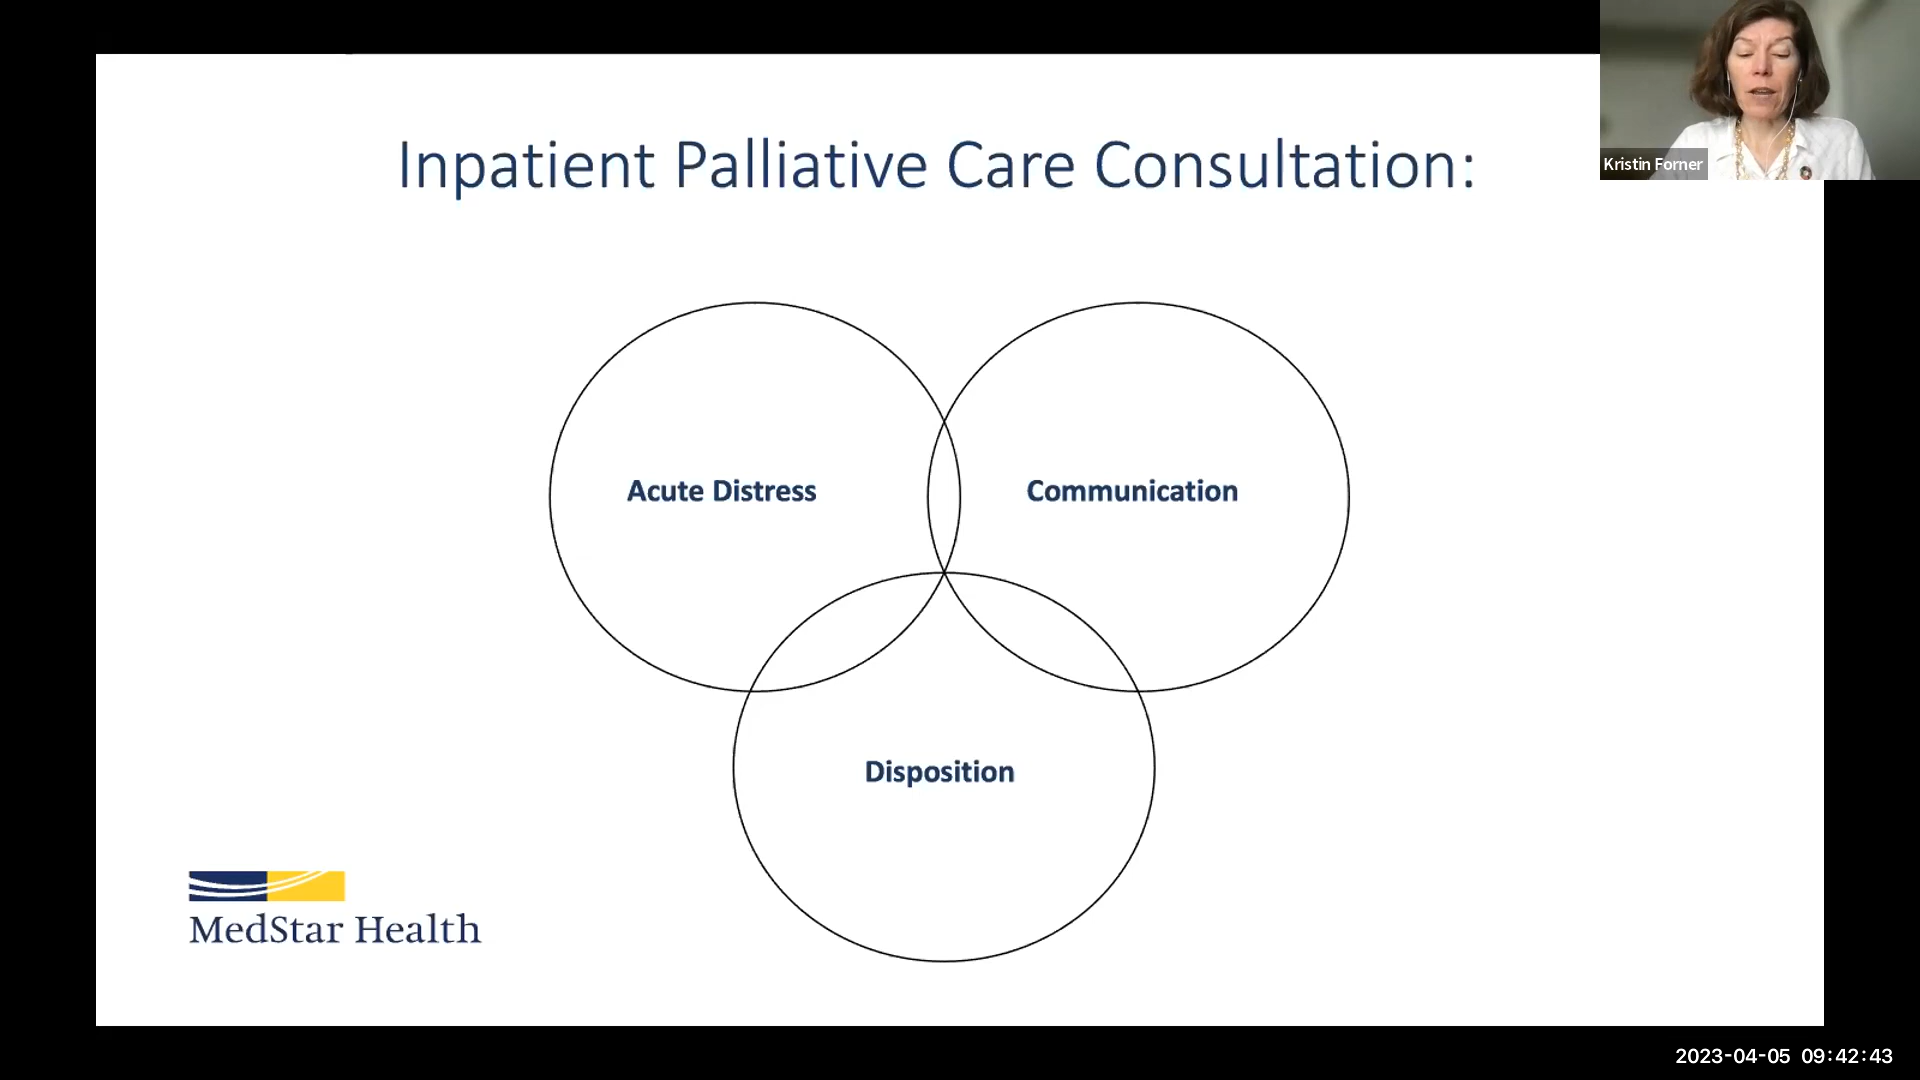 Inpatient Palliative Care Consultation:
Kristin Forner
Acute Distress
Communication
Disposition
MedStar Health
2023-04-05 09:42:43